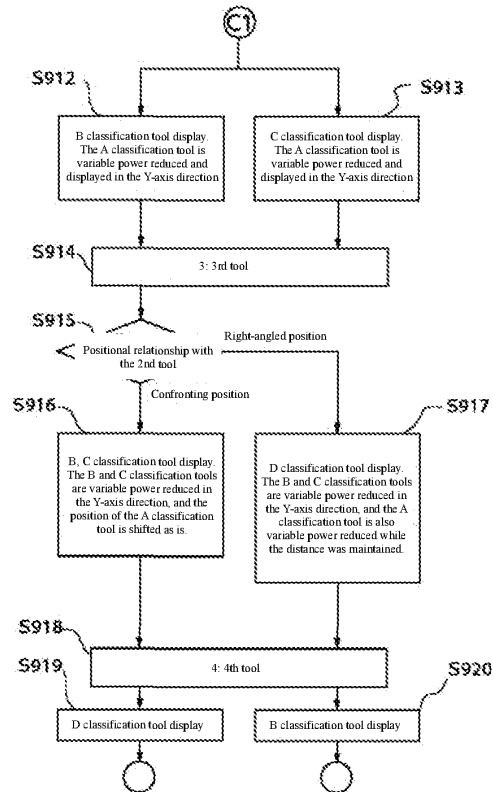 C1
S912
S913
B classification tool display.
The A classification tool is
variable power reduced and
displayed in the Y-axis direction
C classification tool display.
The A classification tool is
variable power reduced and
displayed in the Y-axis direction
S914
3: 3rd tool
S915
Positional relationship with
the 2nd tool
Right-angled position
Confronting position
S916
S917
B, C classification tool display.
The B and C classification tools
are variable power reduced in
the Y-axis direction, and the
position of the A classification
tool is shifted as is.
D classification tool display.
The B and C classification tools
are variable power reduced in
the Y-axis direction, and the A
classification tool is also
variable power reduced while
the distance was maintained.
S918
4: 4th tool
S919
S920
D classification tool display
B classification tool display